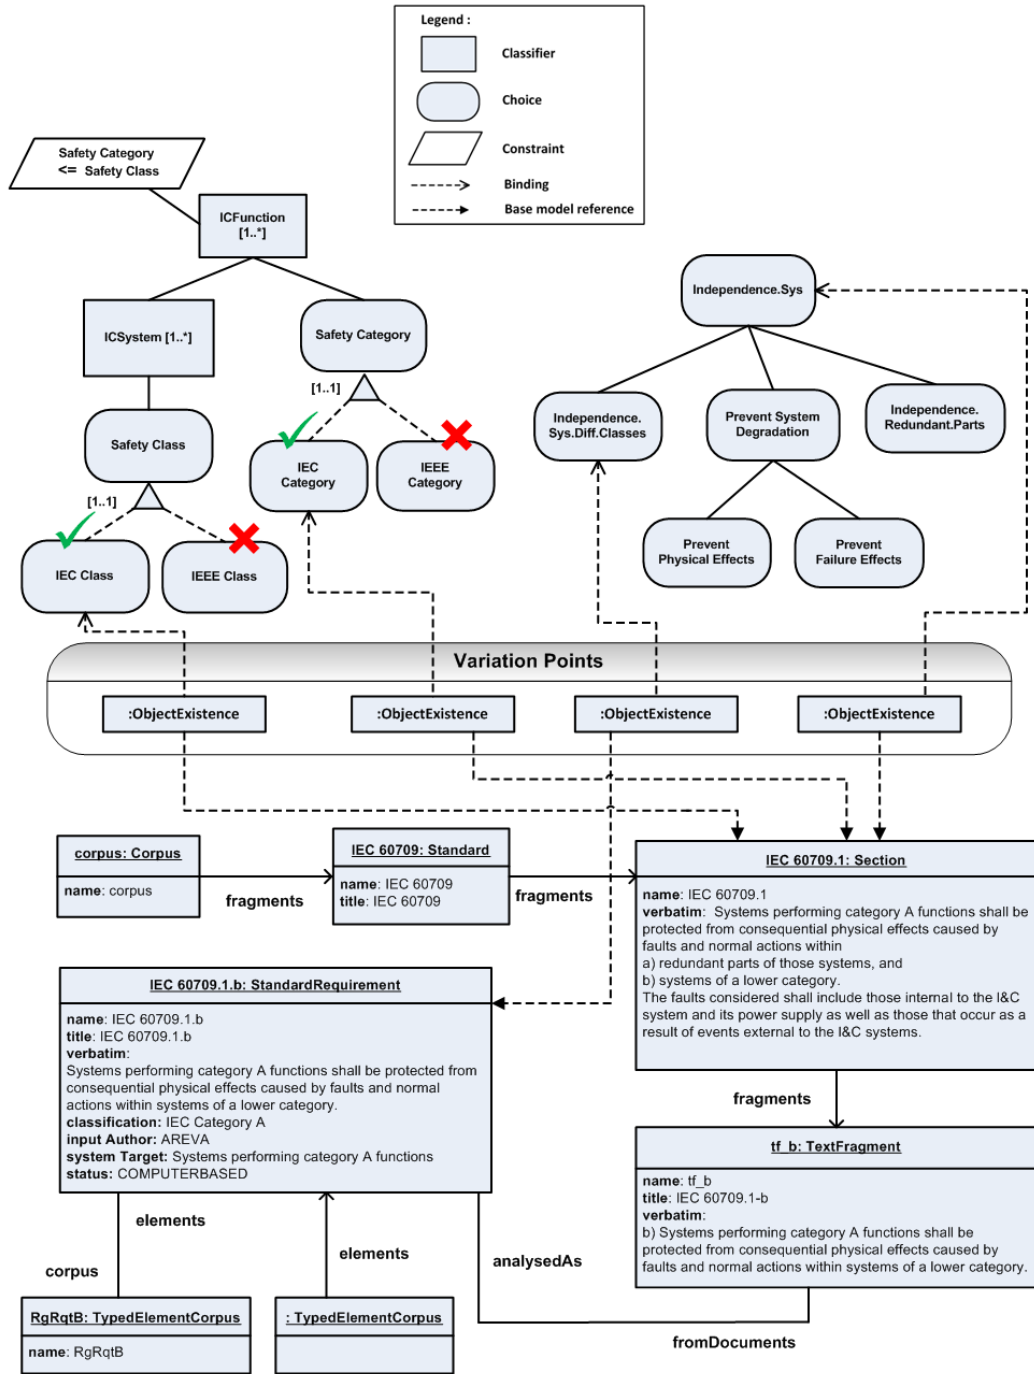 Legend :
Classifier
Choice
Constraint
Binding
Base model reference
Safety Category
<= Safety Class
ICFunction
[1..*]
ICSystem [1..*]
Safety Category
[1..1]
Safety Class
IEC
Category
IEEE
Category
[1..1]
IEC Class
IEEE Class
Independence.Sys
Independence.
Sys.Diff.Classes
Prevent System
Degradation
Independence.
Redundant.Parts
Prevent
Physical Effects
Prevent
Failure Effects
Variation Points
:ObjectExistence
:ObjectExistence
:ObjectExistence
:ObjectExistence
corpus: Corpus
name: corpus
fragments
IEC 60709: Standard
name: IEC 60709
title: IEC 60709
fragments
IEC 60709.1: Section
name: IEC 60709.1
verbatim: Systems performing category A functions shall be
protected from consequential physical effects caused by
faults and normal actions within
a) redundant parts of those systems, and
b) systems of a lower category.
The faults considered shall include those internal to the I&C
system and its power supply as well as those that occur as a
result of events external to the I&C systems.
IEC 60709.1.b: StandardRequirement
name: IEC 60709.1.b
title: IEC 60709.1.b
verbatim:
Systems performing category A functions shall be protected from
consequential physical effects caused by faults and normal
actions within systems of a lower category.
classification: IEC Category A
input Author: AREVA
system Target: Systems performing category A functions
status: COMPUTERBASED
fragments
tf_b: TextFragment
name: tf_b
title: IEC 60709.1-b
verbatim:
b) Systems performing category A functions shall be
protected from consequential physical effects caused by
faults and normal actions within systems of a lower category.
elements
corpus
elements
analysedAs
fromDocuments
RgRqtB: TypedElementCorpus
name: RgRqtB
: TypedElementCorpus